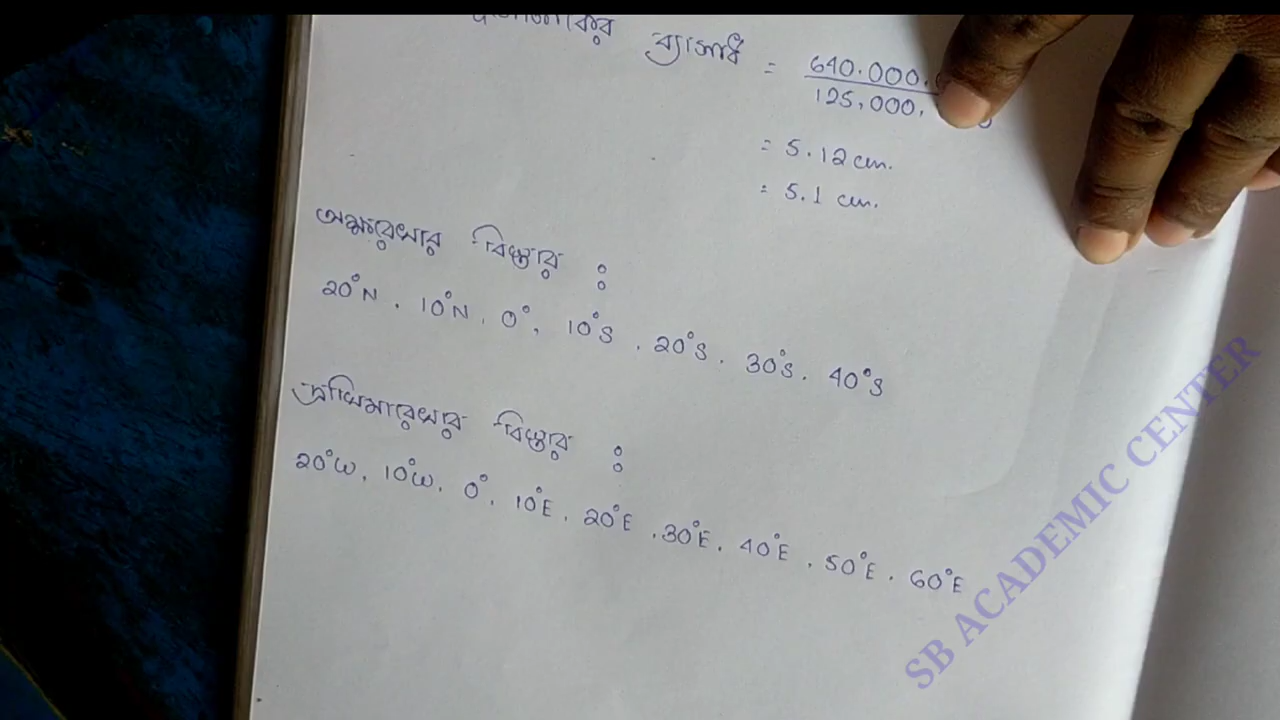 ব্যাসার্ধ = 640.000.
125,000,
= 5.12 cm.
= 5.1 cm.
অক্ষরেখার বিস্তার :
20°N, 10°N, 0°, 10°S, 20°S, 30°S, 40°S
দ্রাঘিমারেখার বিস্তার :
20°W, 10°W, 0°, 10°E, 20°E, 30°E, 40°E, 50°E, 60°E
SB ACADEMIC CENTER